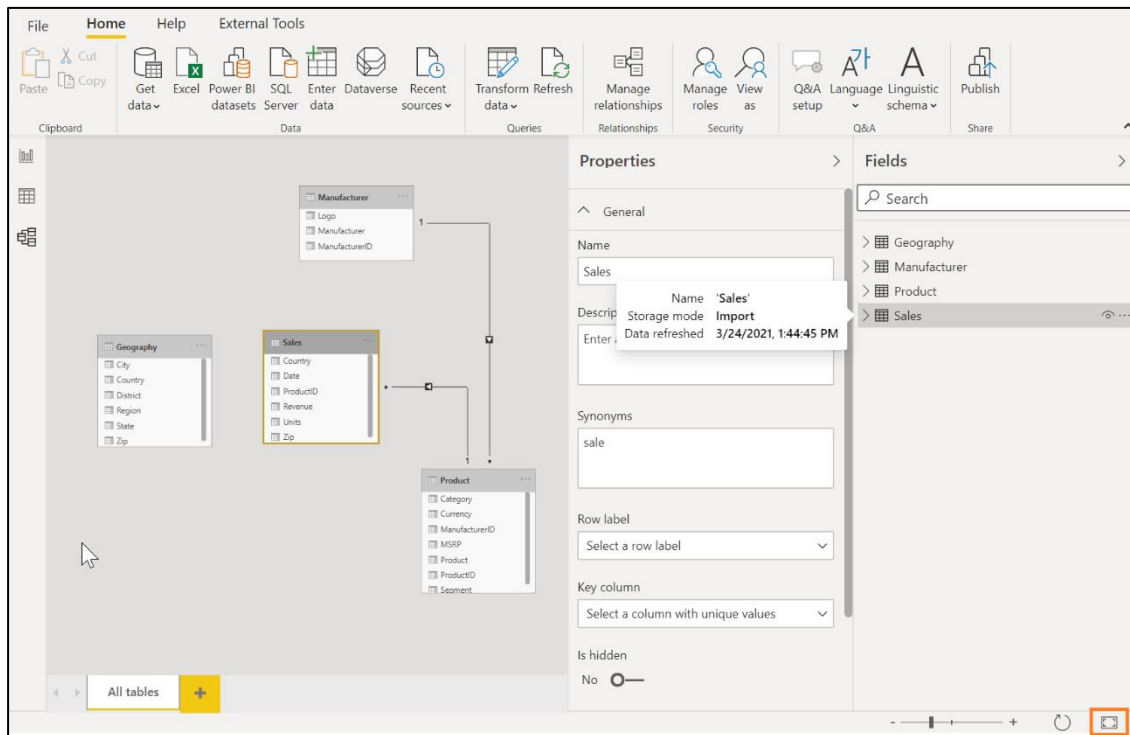 File Home Help External Tools
Paste
Cut
Copy
Get data
Excel
Power BI datasets
SQL Server
Enter data
Dataverse
Recent sources
Transform data
Refresh
Manage relationships
Manage roles
View as
Q&A setup
Language
Linguistic schema
Publish
Clipboard Data Queries Relationships Security Q&A Share
Manufacturer
Logo
Manufacturer
ManufacturerID
1
Geography
City
Country
District
Region
State
Zip
Sales
Country
Date
ProductID
Revenue
Units
Zip
*
1 *
Product
Category
Currency
ManufacturerID
MSRP
Product
ProductID
Segment
All tables +
Properties
General
Name
Sales
Descrip
Enter a
Name 'Sales'
Storage mode Import
Data refreshed 3/24/2021, 1:44:45 PM
Synonyms
sale
Row label
Select a row label
Key column
Select a column with unique values
Is hidden
No
Fields
Search
Geography
Manufacturer
Product
Sales
- +